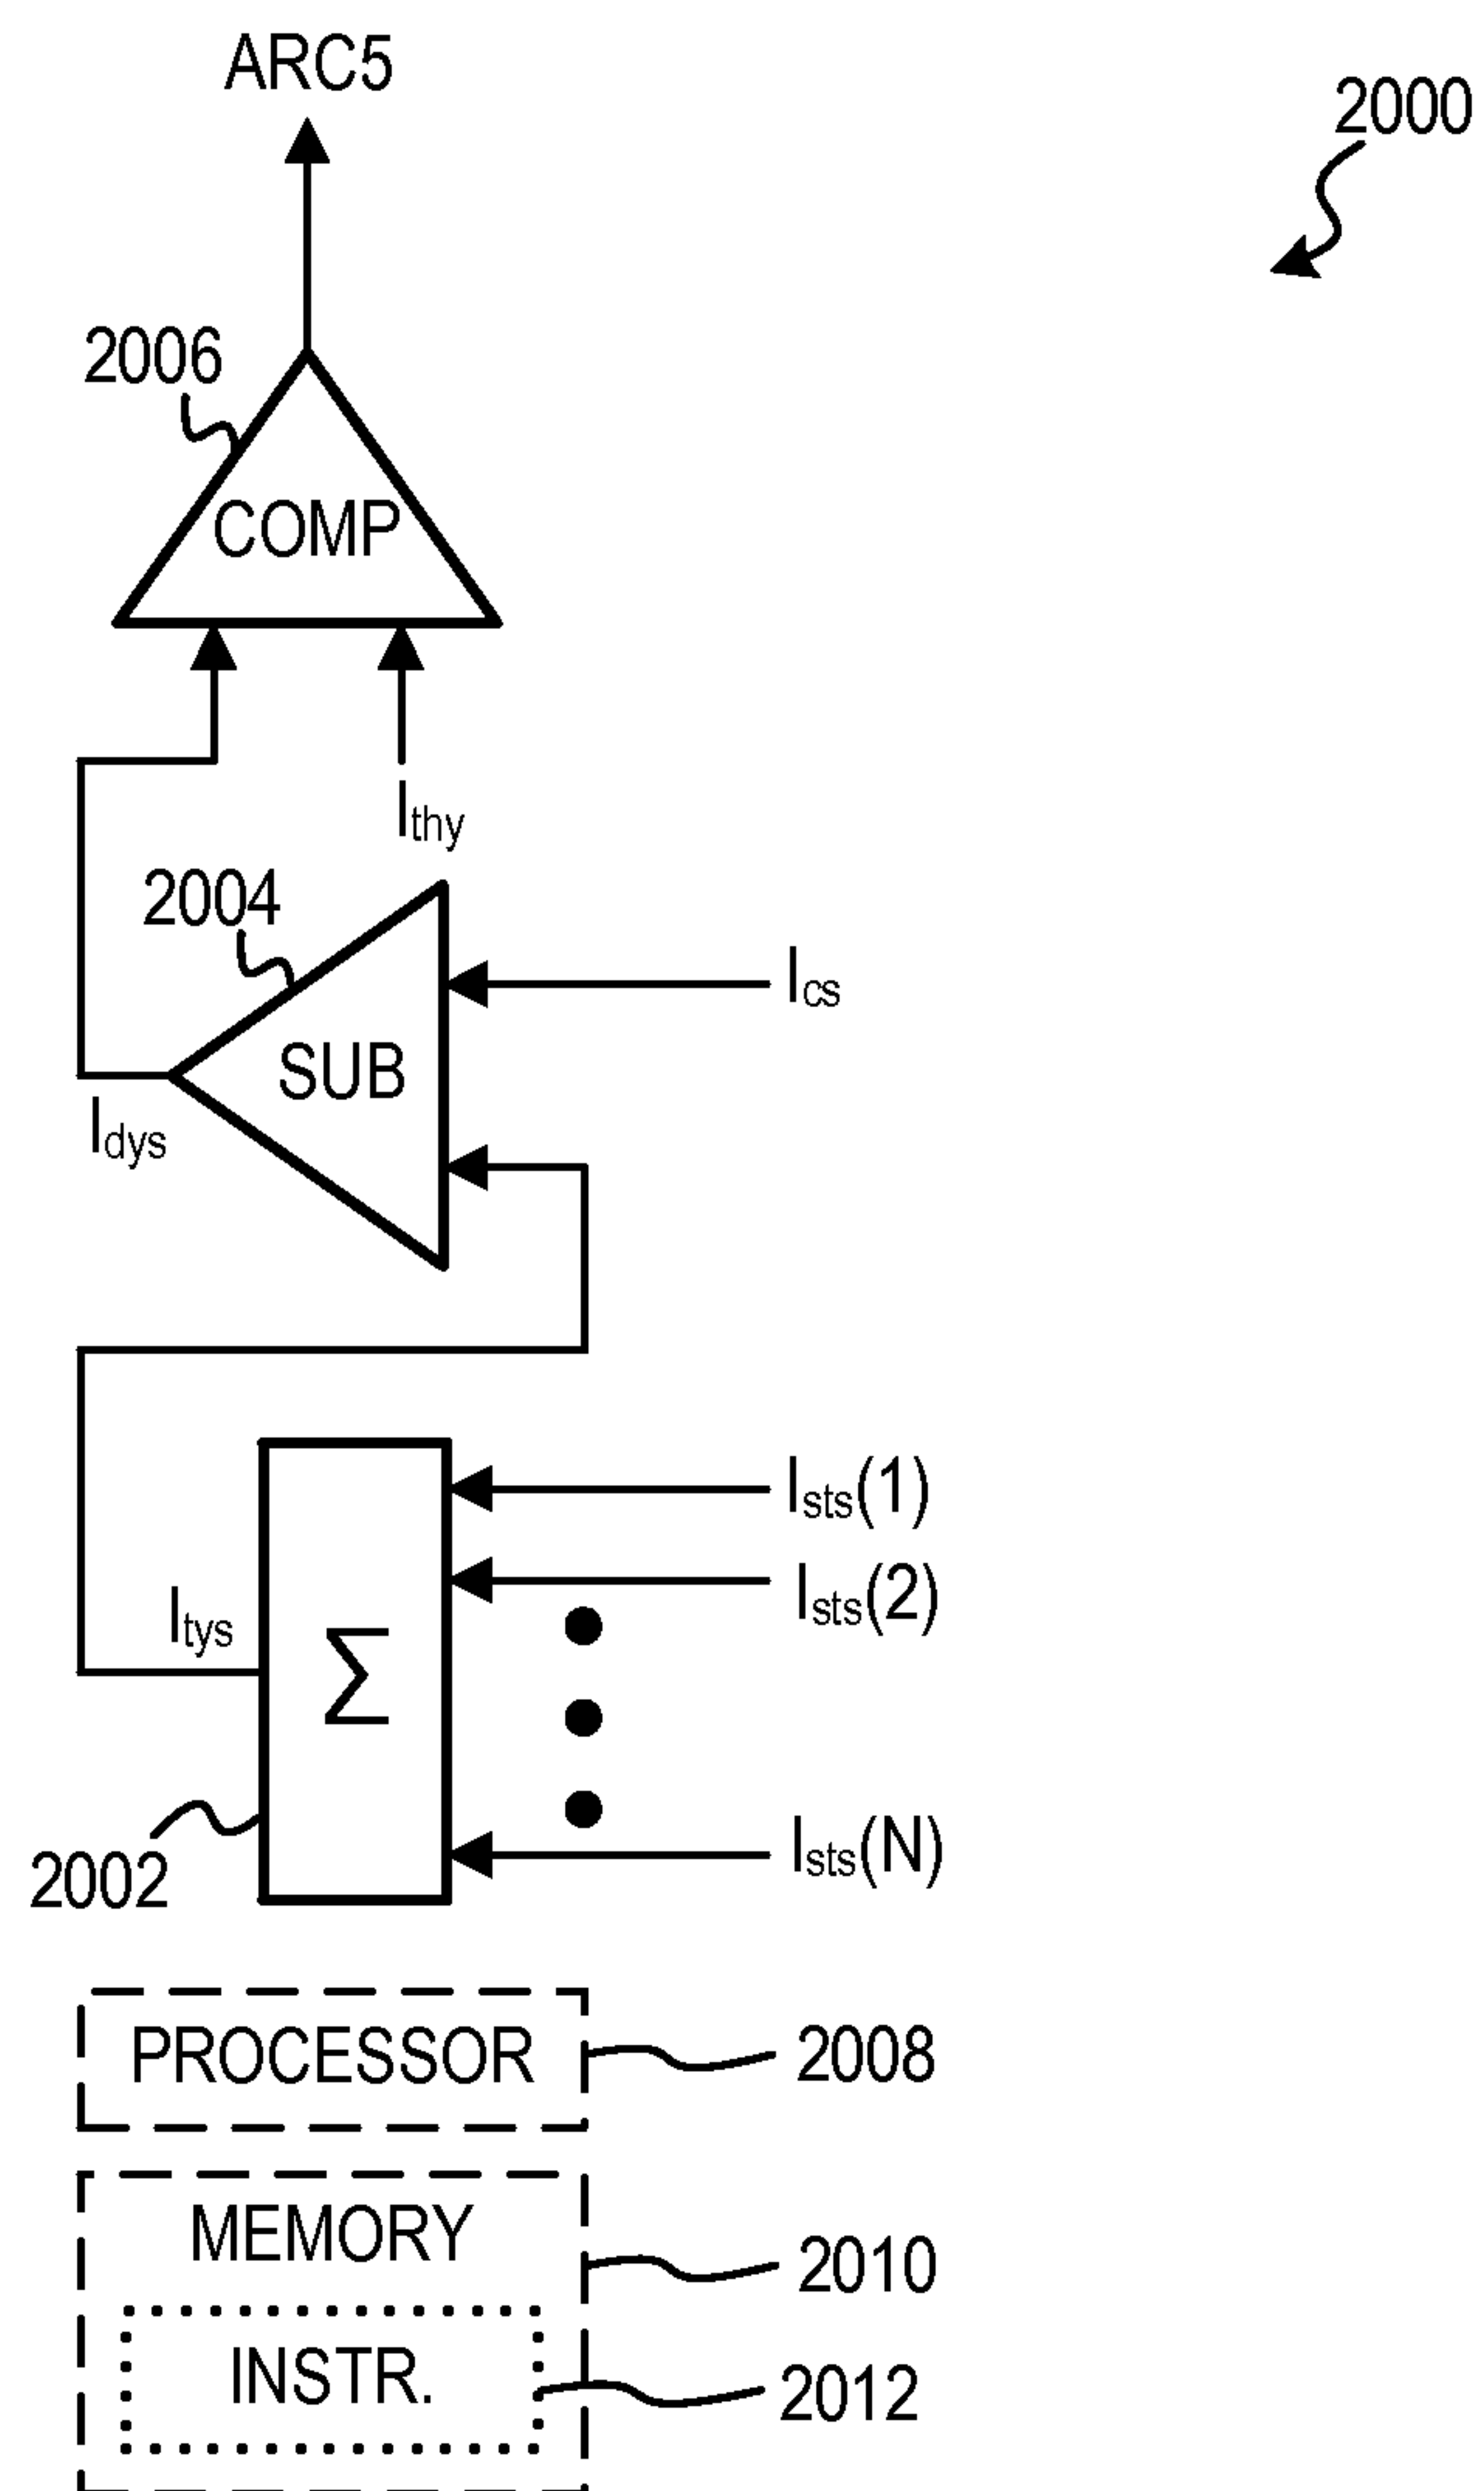 ARC5
2000
2006
COMP
Ithy
2004
Ics
SUB
Idys
Ists(1)
Ists(2)
Itys
Σ
Ists(N)
2002
PROCESSOR
2008
MEMORY
2010
INSTR.
2012